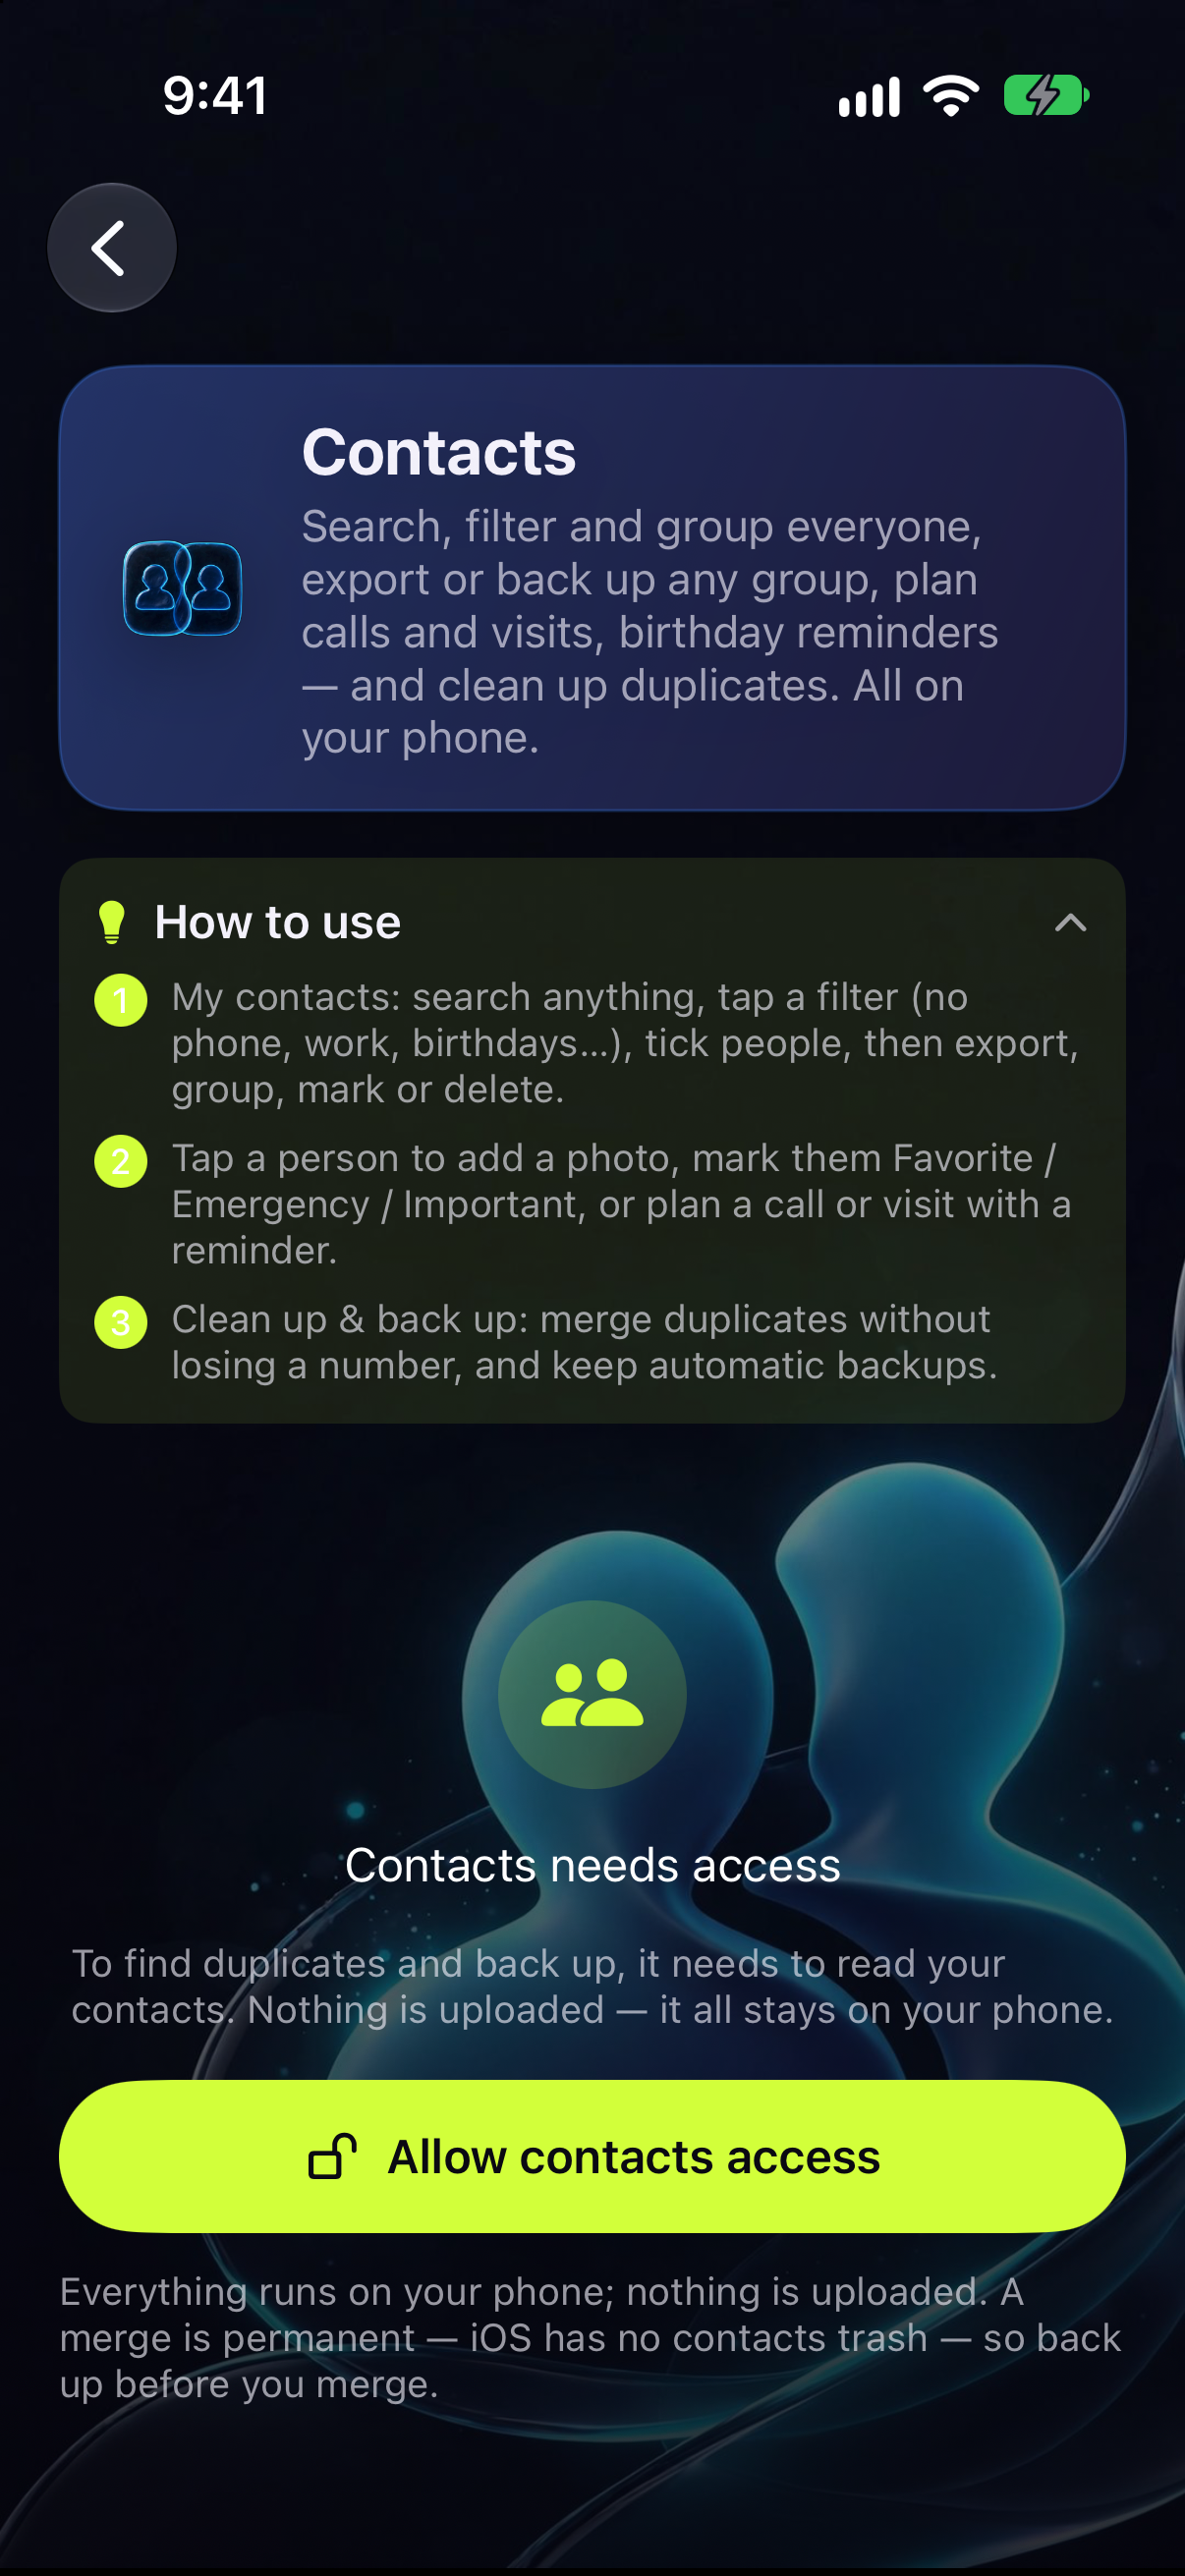 9:41
Contacts
Search, filter and group everyone,
export or back up any group, plan
calls and visits, birthday reminders
— and clean up duplicates. All on
your phone.
How to use
1 My contacts: search anything, tap a filter (no
phone, work, birthdays…), tick people, then export,
group, mark or delete.
2 Tap a person to add a photo, mark them Favorite /
Emergency / Important, or plan a call or visit with a
reminder.
3 Clean up & back up: merge duplicates without
losing a number, and keep automatic backups.
Contacts needs access
To find duplicates and back up, it needs to read your
contacts. Nothing is uploaded — it all stays on your phone.
Allow contacts access
Everything runs on your phone; nothing is uploaded. A
merge is permanent — iOS has no contacts trash — so back
up before you merge.